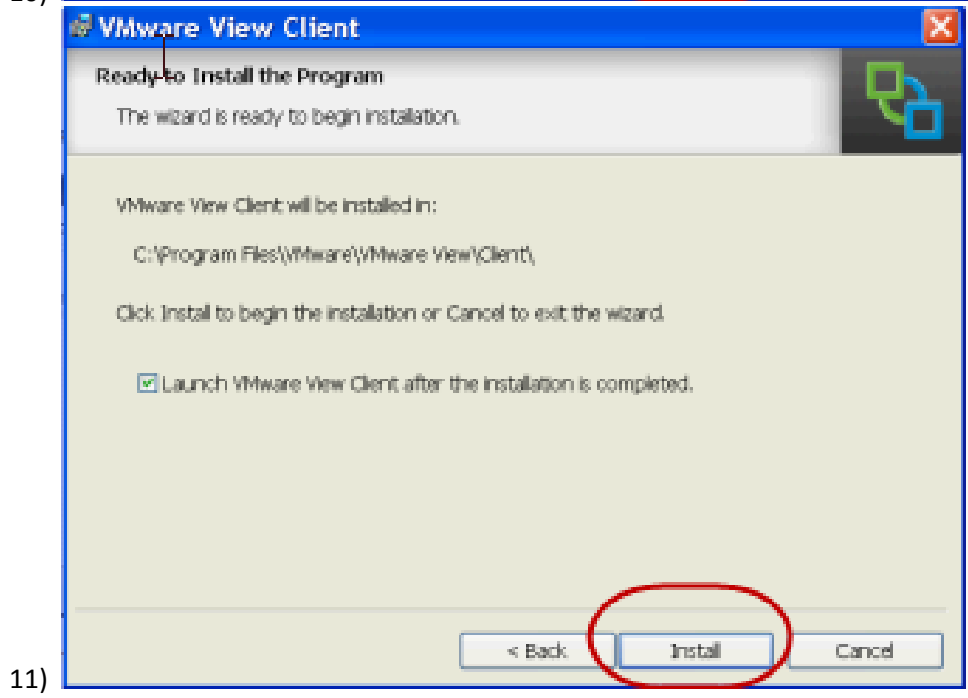 VMware View Client
Ready to Install the Program
The wizard is ready to begin installation.
VMware View Client will be installed in:
C:\Program Files\VMware\VMware View\Client\
Click Install to begin the installation or Cancel to exit the wizard.
Launch VMware View Client after the installation is completed.
< Back Install Cancel
11)